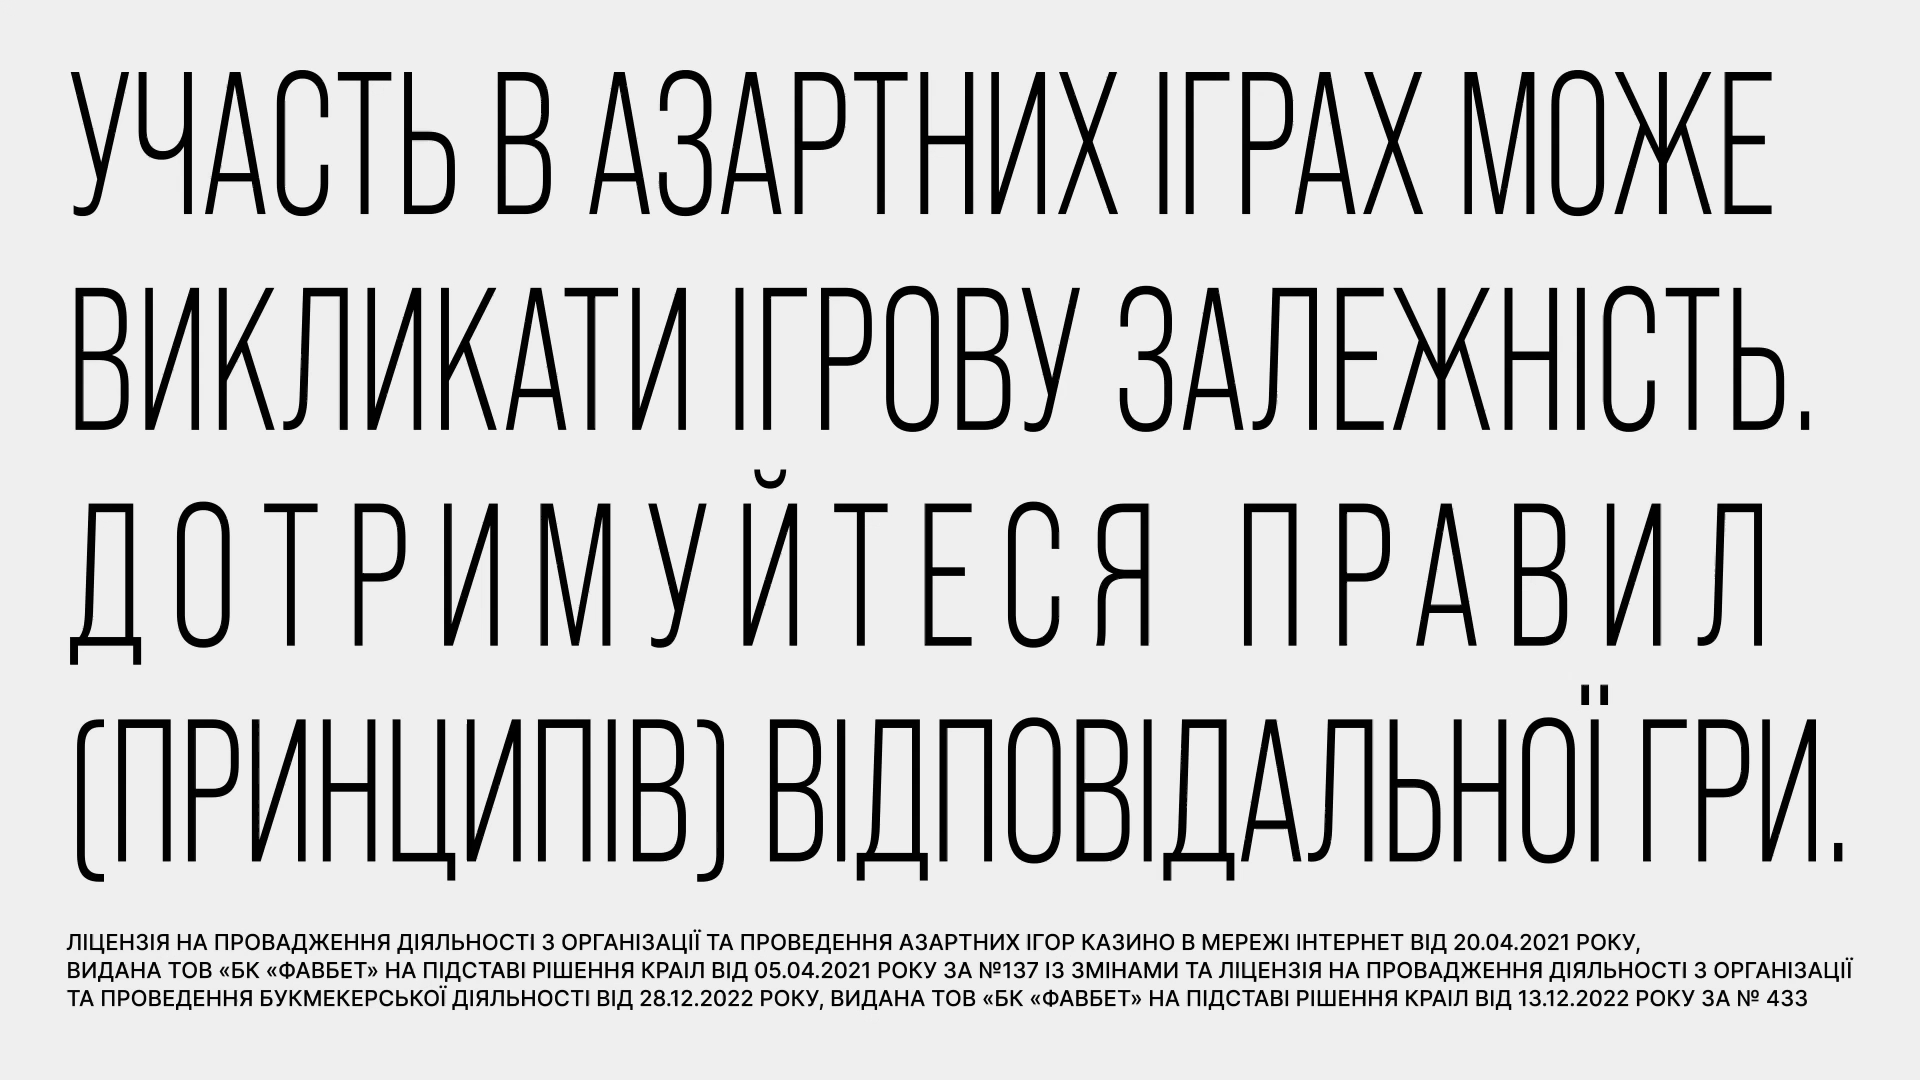 УЧАСТЬ В АЗАРТНИХ ІГРАХ МОЖЕ
ВИКЛИКАТИ ІГРОВУ ЗАЛЕЖНІСТЬ.
ДОТРИМУЙТЕСЯ ПРАВИЛ
(ПРИНЦИПІВ) ВІДПОВІДАЛЬНОЇ ГРИ.
ЛІЦЕНЗІЯ НА ПРОВАДЖЕННЯ ДІЯЛЬНОСТІ З ОРГАНІЗАЦІЇ ТА ПРОВЕДЕННЯ АЗАРТНИХ ІГОР КАЗИНО В МЕРЕЖІ ІНТЕРНЕТ ВІД 20.04.2021 РОКУ,
ВИДАНА ТОВ «БК «ФАВБЕТ» НА ПІДСТАВІ РІШЕННЯ КРАІЛ ВІД 05.04.2021 РОКУ ЗА №137 ІЗ ЗМІНАМИ ТА ЛІЦЕНЗІЯ НА ПРОВАДЖЕННЯ ДІЯЛЬНОСТІ З ОРГАНІЗАЦІЇ
ТА ПРОВЕДЕННЯ БУКМЕКЕРСЬКОЇ ДІЯЛЬНОСТІ ВІД 28.12.2022 РОКУ, ВИДАНА ТОВ «БК «ФАВБЕТ» НА ПІДСТАВІ РІШЕННЯ КРАІЛ ВІД 13.12.2022 РОКУ ЗА № 433